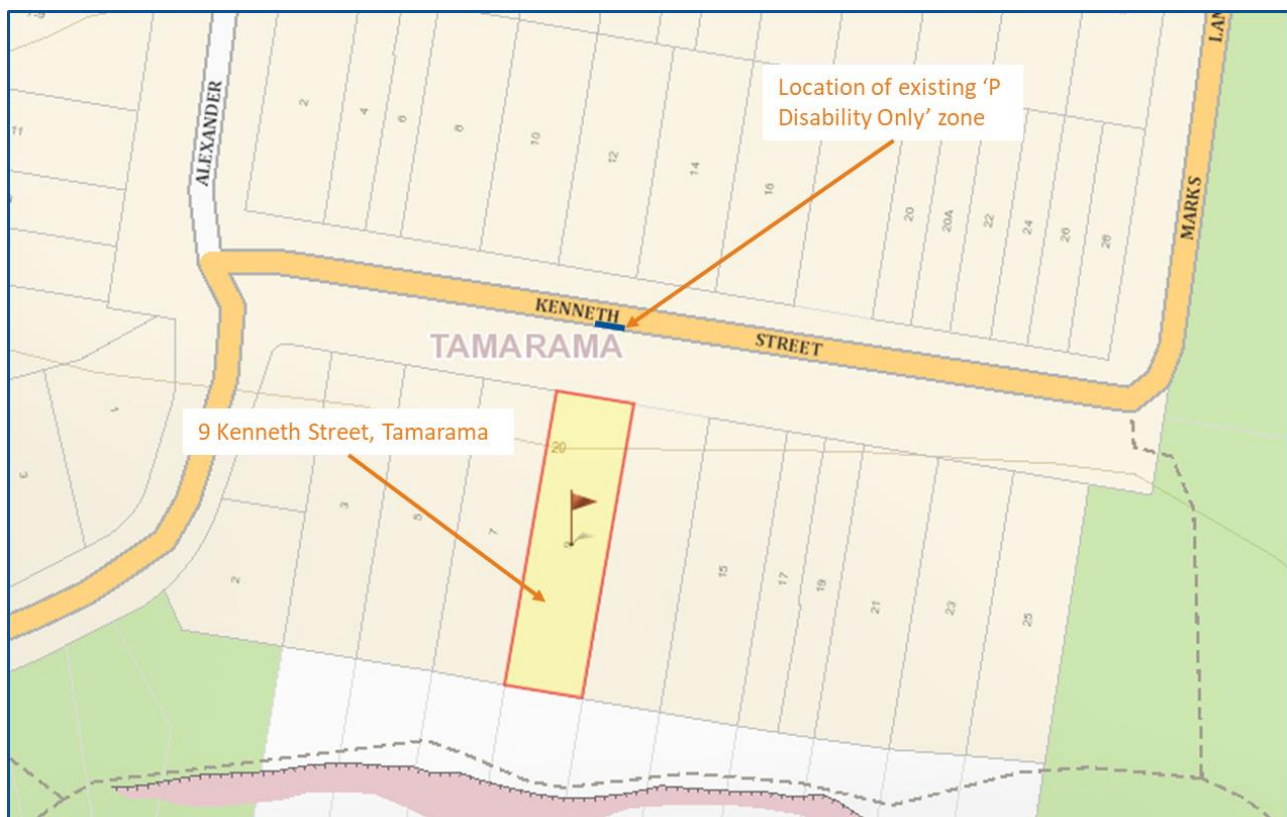 LAN
ALEXANDER
Location of existing ‘P
Disability Only’ zone
11
2
4
6
8
10
12
14
16
20
20A
22
24
26
28
MARKS
KENNETH
STREET
TAMARAMA
9 Kenneth Street, Tamarama
20
1
2
3
5
7
9
15
17
19
21
23
25